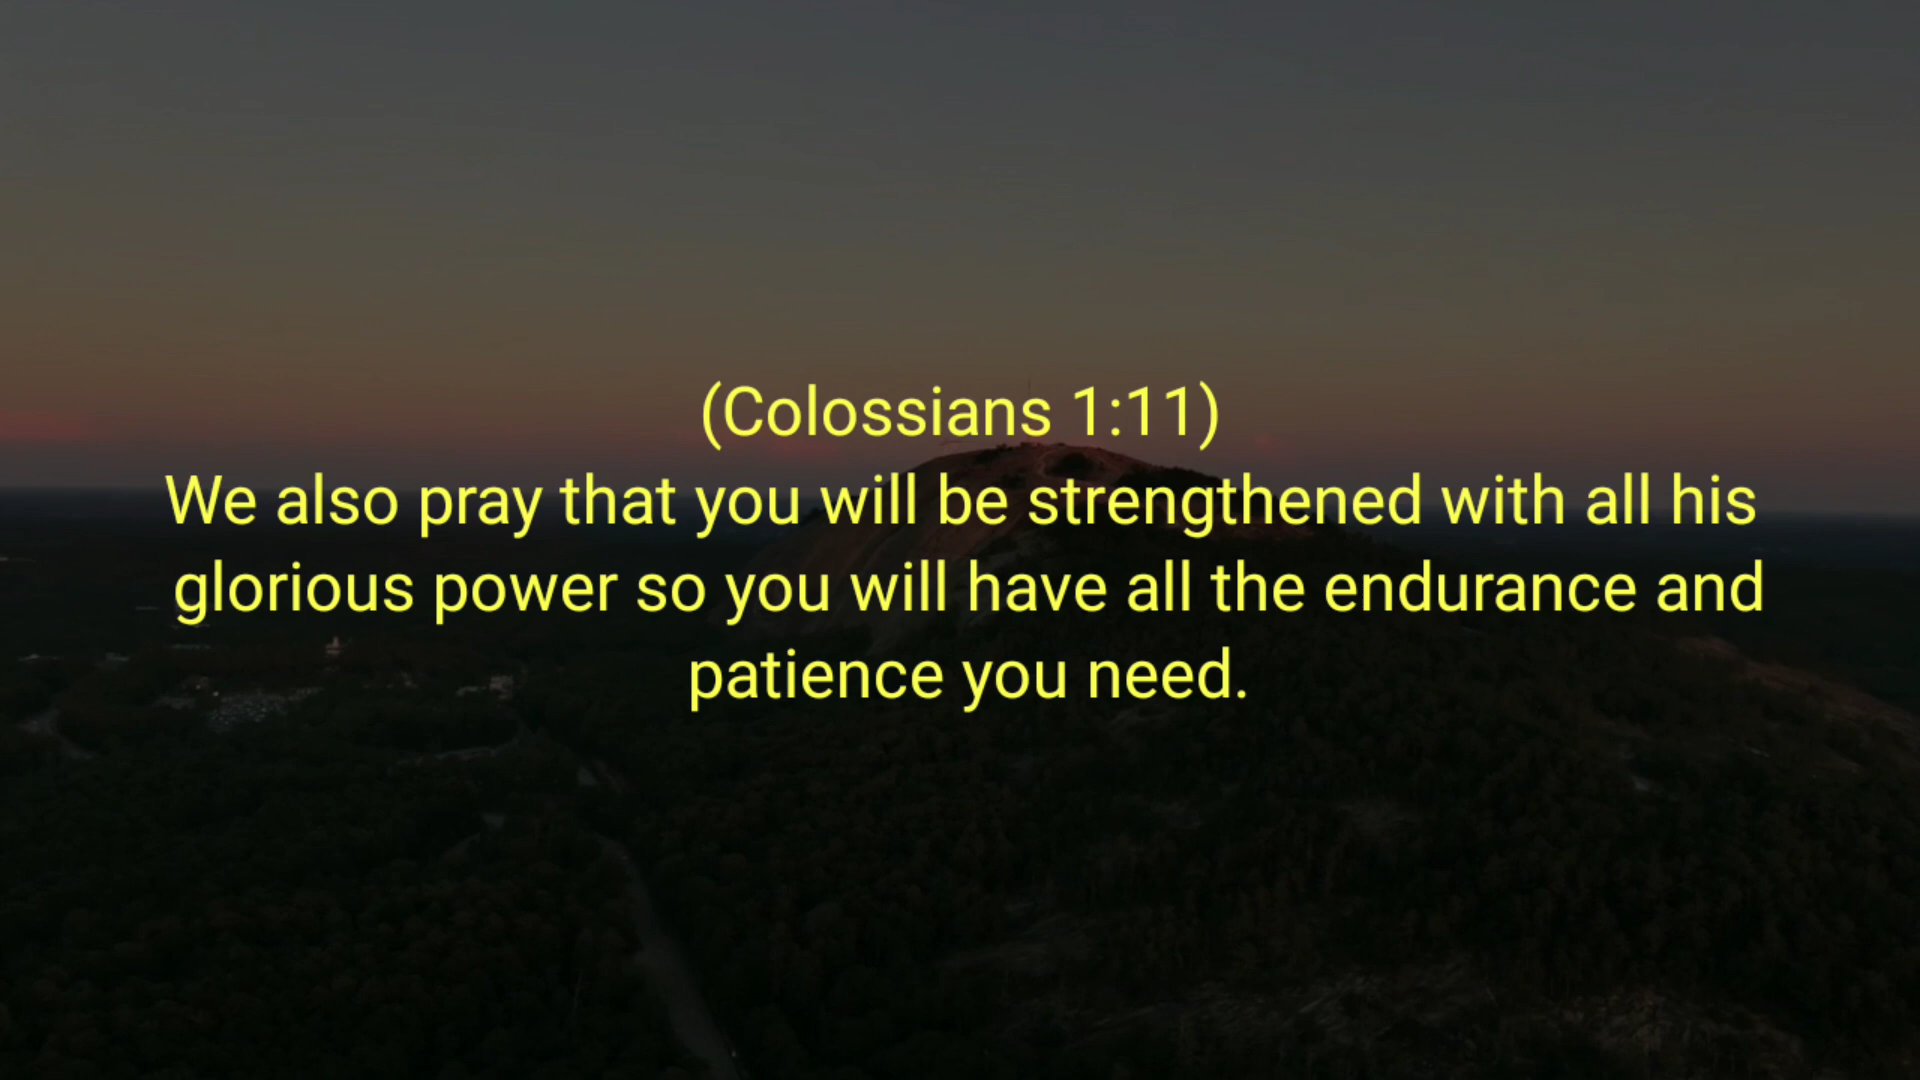 (Colossians 1:11)
We also pray that you will be strengthened with all his
glorious power so you will have all the endurance and
patience you need.